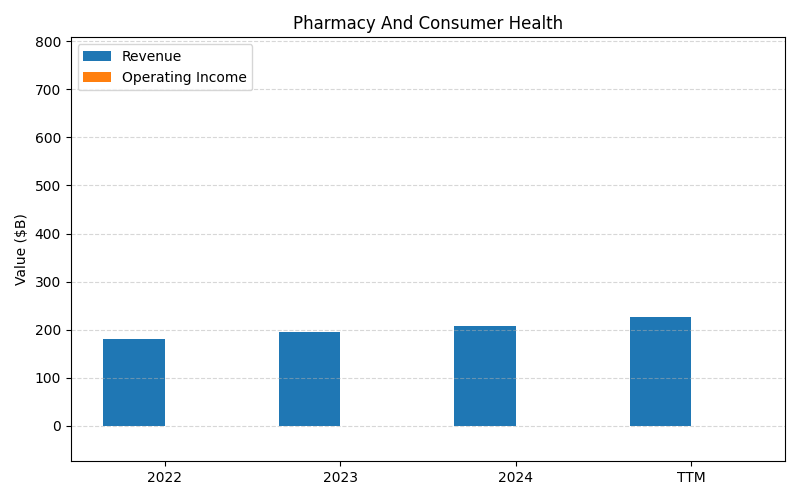 Pharmacy And Consumer Health
Revenue
Operating Income
Value ($B)
800
700
600
500
400
300
200
100
0
2022
2023
2024
TTM